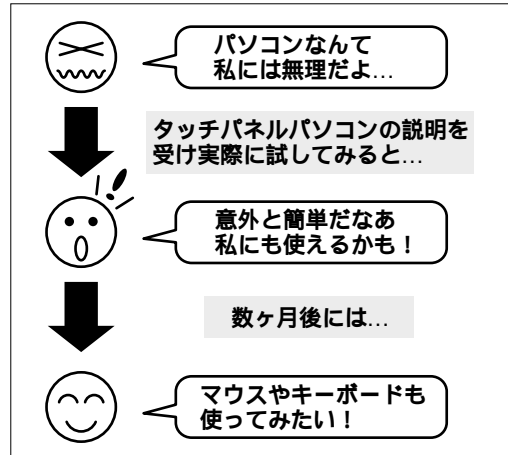 パソコンなんて
私には無理だよ…
タッチパネルパソコンの説明を
受け実際に試してみると…
意外と簡単だなあ
私にも使えるかも！
数ヶ月後には…
マウスやキーボードも
使ってみたい！